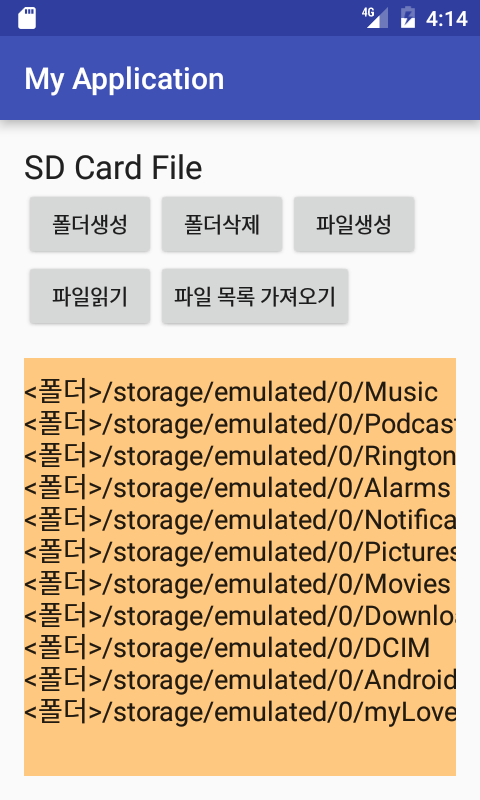 4G 4:14
My Application
SD Card File
폴더생성 폴더삭제 파일생성
파일읽기 파일 목록 가져오기
<폴더>/storage/emulated/0/Music
<폴더>/storage/emulated/0/Podcas
<폴더>/storage/emulated/0/Rington
<폴더>/storage/emulated/0/Alarms
<폴더>/storage/emulated/0/Notifica
<폴더>/storage/emulated/0/Pictures
<폴더>/storage/emulated/0/Movies
<폴더>/storage/emulated/0/Downlo
<폴더>/storage/emulated/0/DCIM
<폴더>/storage/emulated/0/Android
<폴더>/storage/emulated/0/myLove